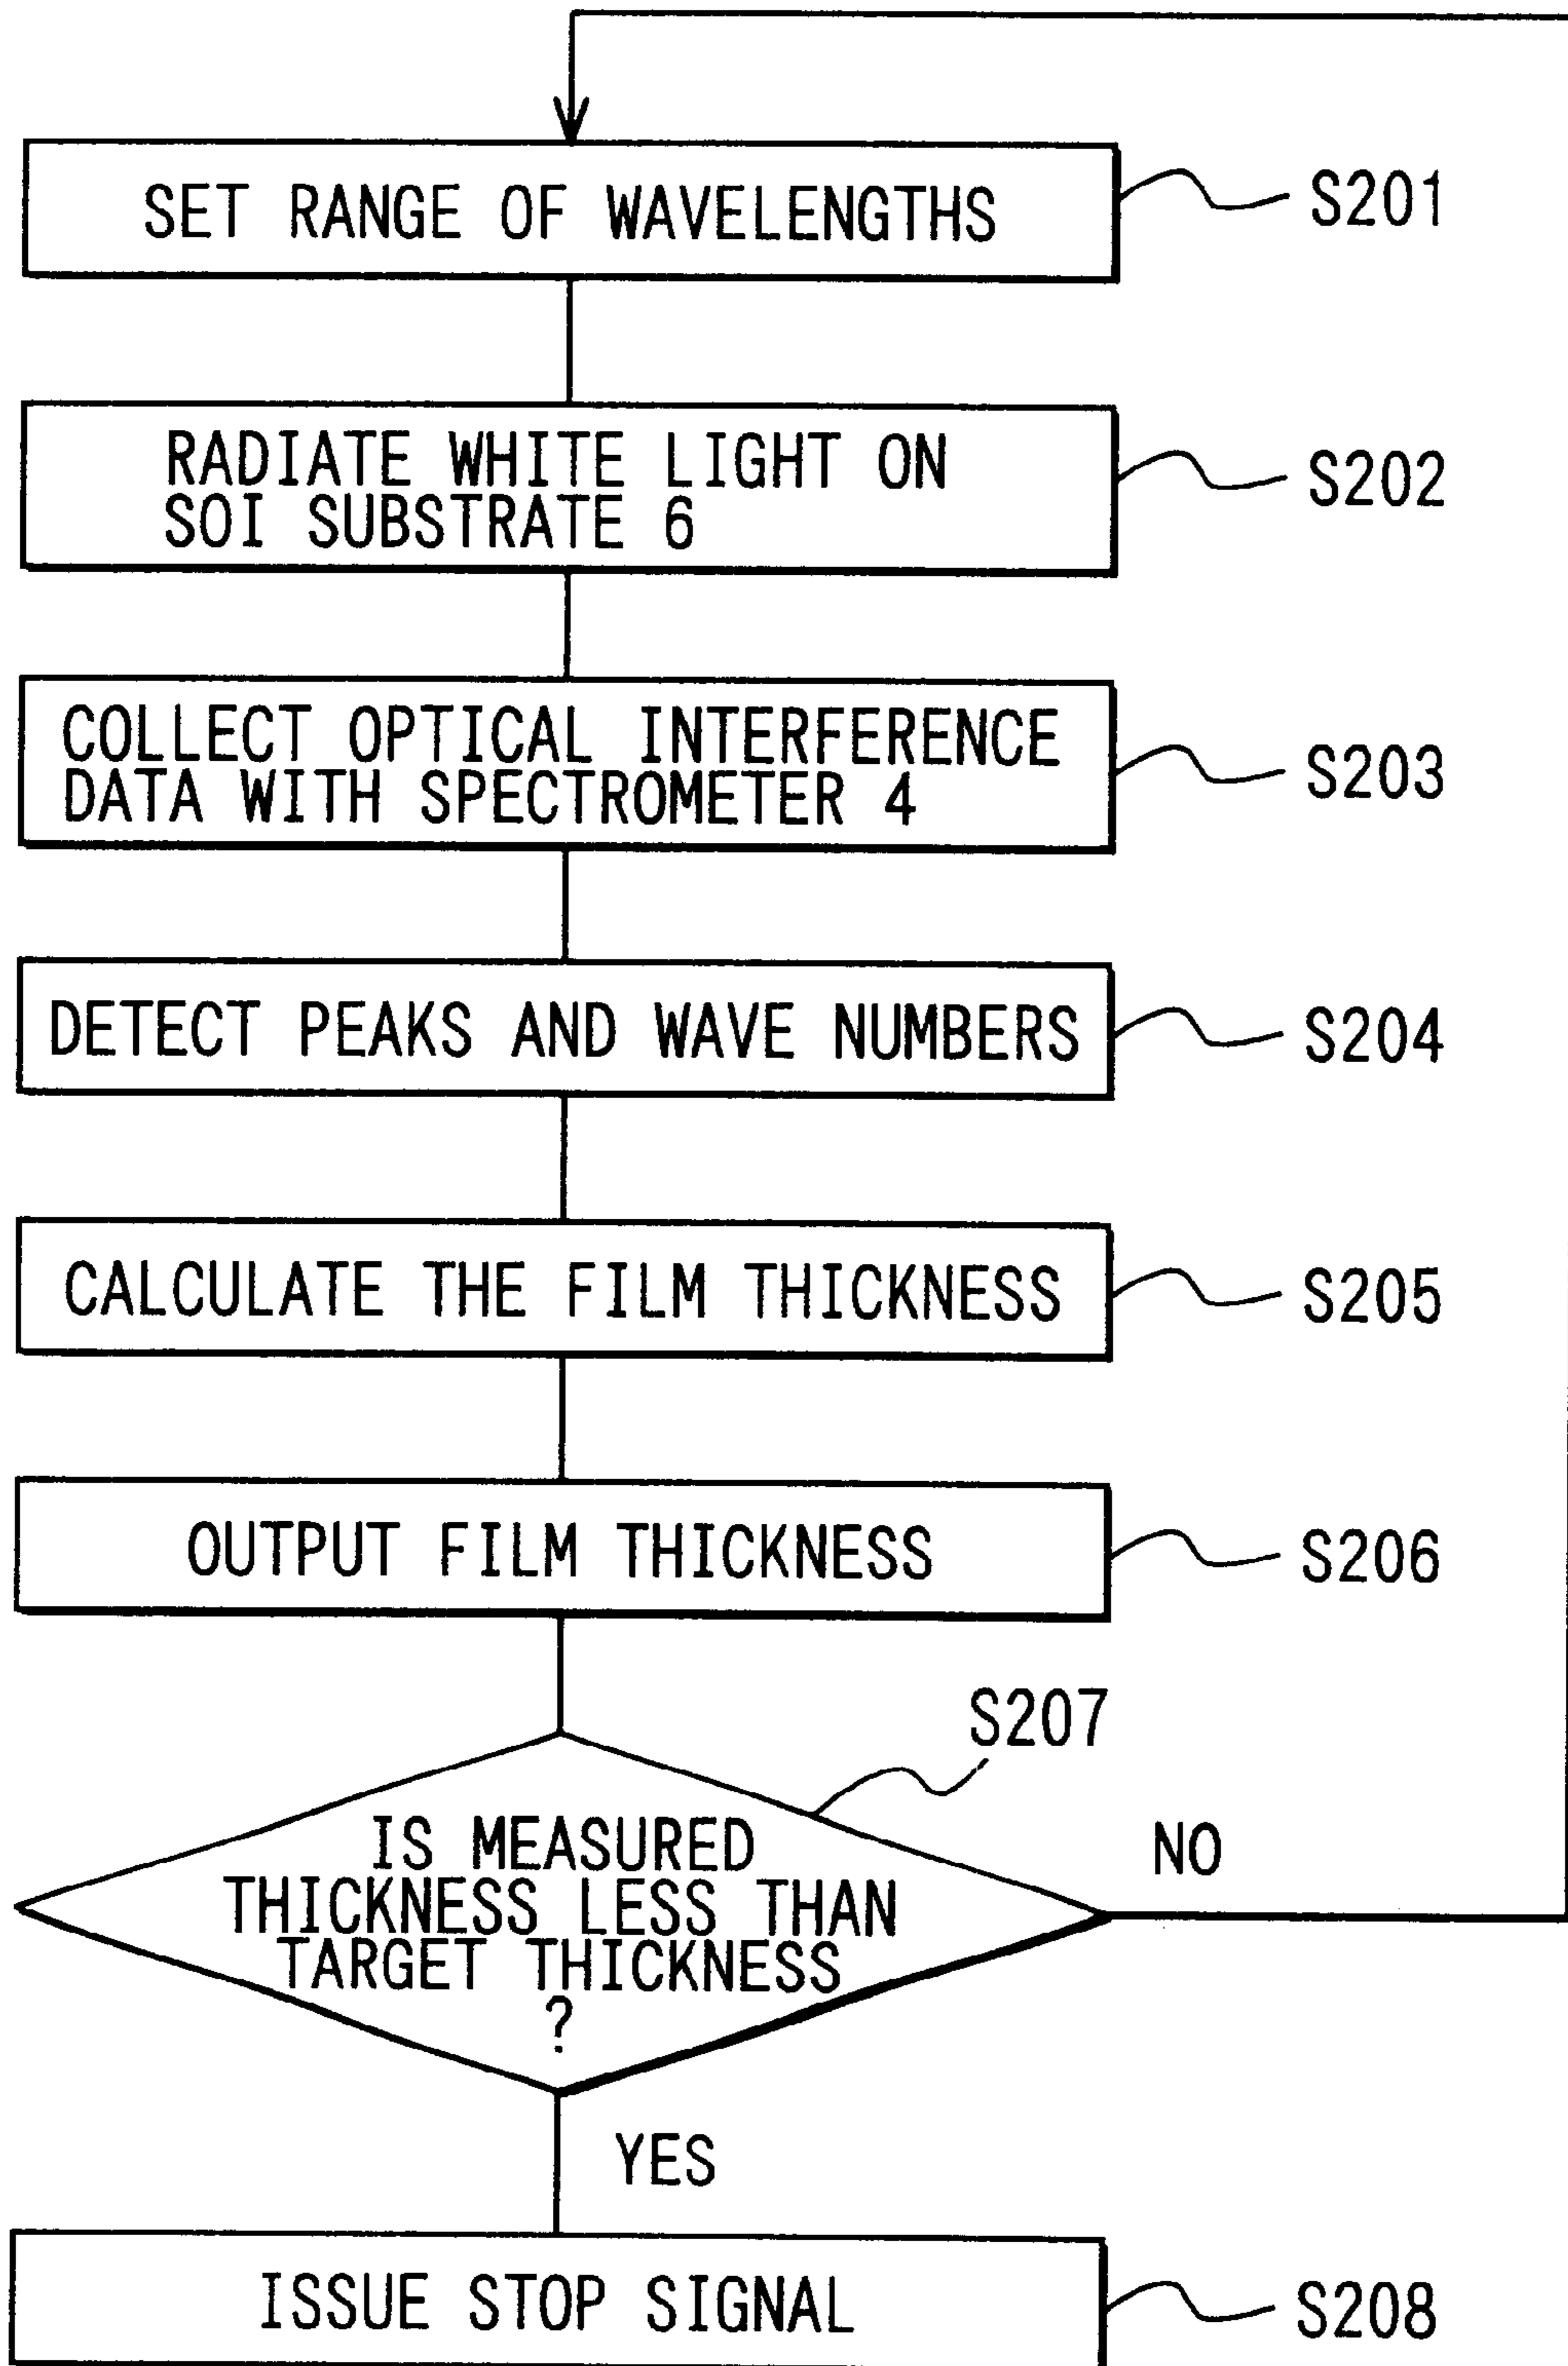 SET RANGE OF WAVELENGTHS
S201
RADIATE WHITE LIGHT ON
SOI SUBSTRATE 6
S202
COLLECT OPTICAL INTERFERENCE
DATA WITH SPECTROMETER 4
S203
DETECT PEAKS AND WAVE NUMBERS
S204
CALCULATE THE FILM THICKNESS
S205
OUTPUT FILM THICKNESS
S206
S207
IS MEASURED
THICKNESS LESS THAN
TARGET THICKNESS
?
NO
YES
ISSUE STOP SIGNAL
S208